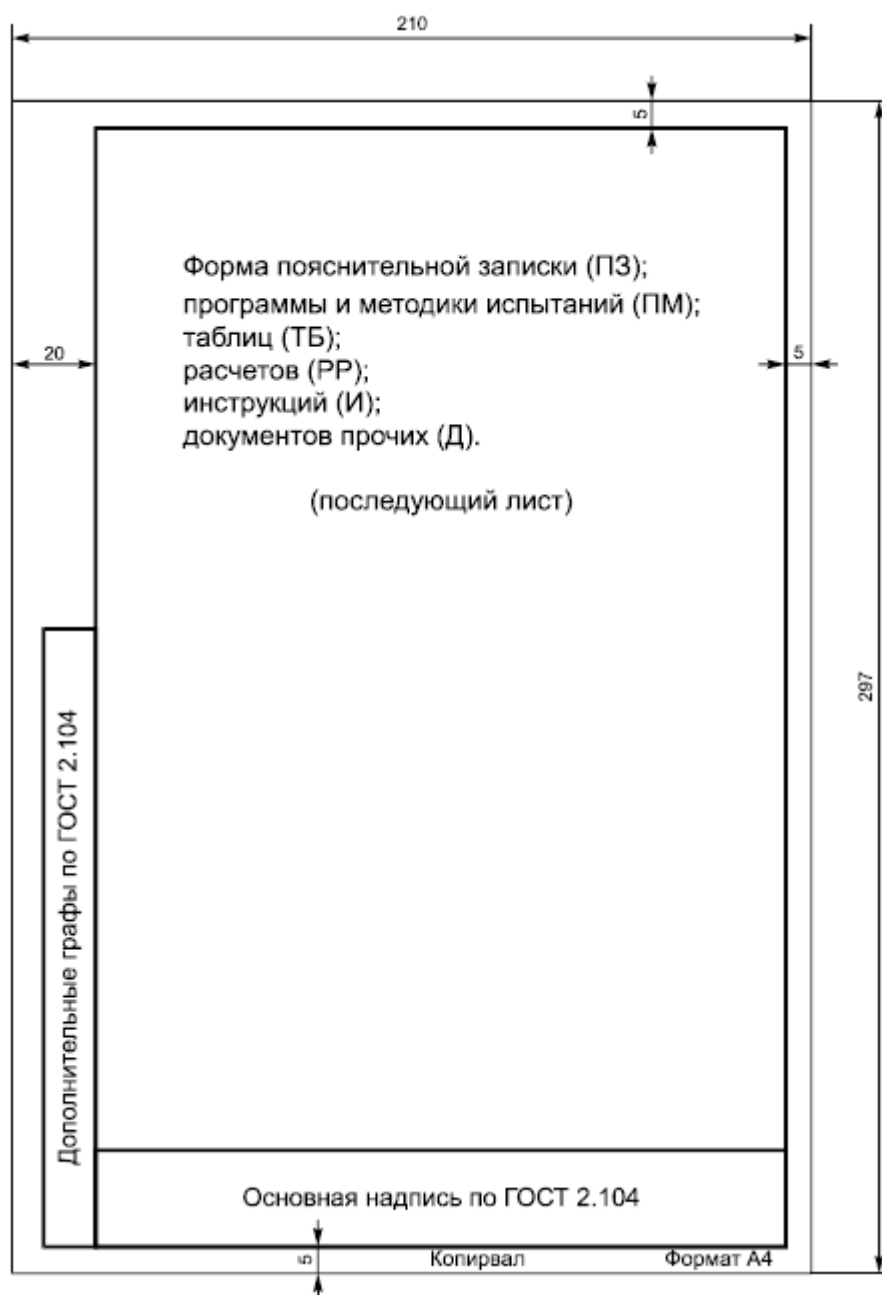 210
5
Форма пояснительной записки (ПЗ);
программы и методики испытаний (ПМ);
таблиц (ТБ);
20
5
расчетов (РР);
инструкций (И);
документов прочих (Д).
(последующий лист)
297
Дополнительные графы по ГОСТ 2.104
Основная надпись по ГОСТ 2.104
5
Копирвал
Формат А4